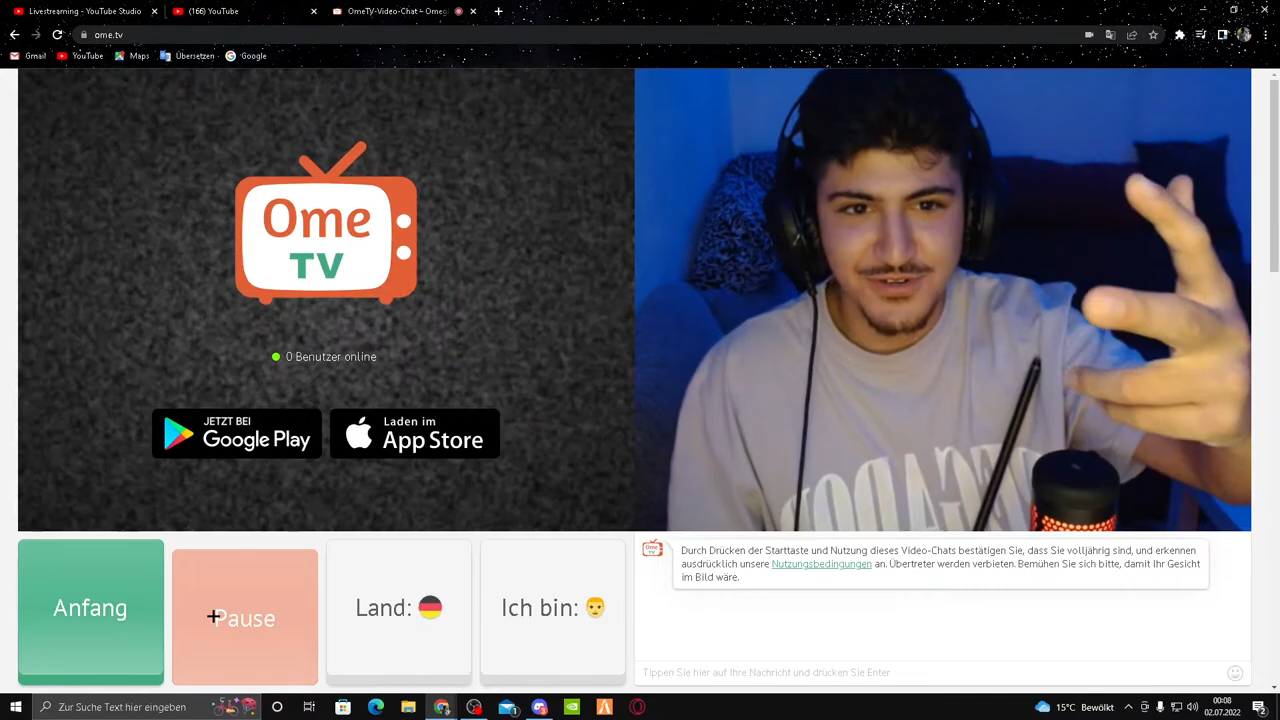 Livestreaming - YouTube Studio
(166) YouTube
OmeTV-Video-Chat – Omeg
ome.tv
Gmail
YouTube
Maps
Übersetzen
Google
Ome
TV
0 Benutzer online
JETZT BEI
Google Play
Laden im
App Store
Anfang
Pause
Land:
Ich bin:
Ome
TV
Durch Drücken der Starttaste und Nutzung dieses Video-Chats bestätigen Sie, dass Sie volljährig sind, und erkennen
ausdrücklich unsere Nutzungsbedingungen an. Übertreter werden verbieten. Bemühen Sie sich bitte, damit Ihr Gesicht
im Bild wäre.
Tippen Sie hier auf Ihre Nachricht und drücken Sie Enter
Zur Suche Text hier eingeben
15°C Bewölkt
00:08
02.07.2022